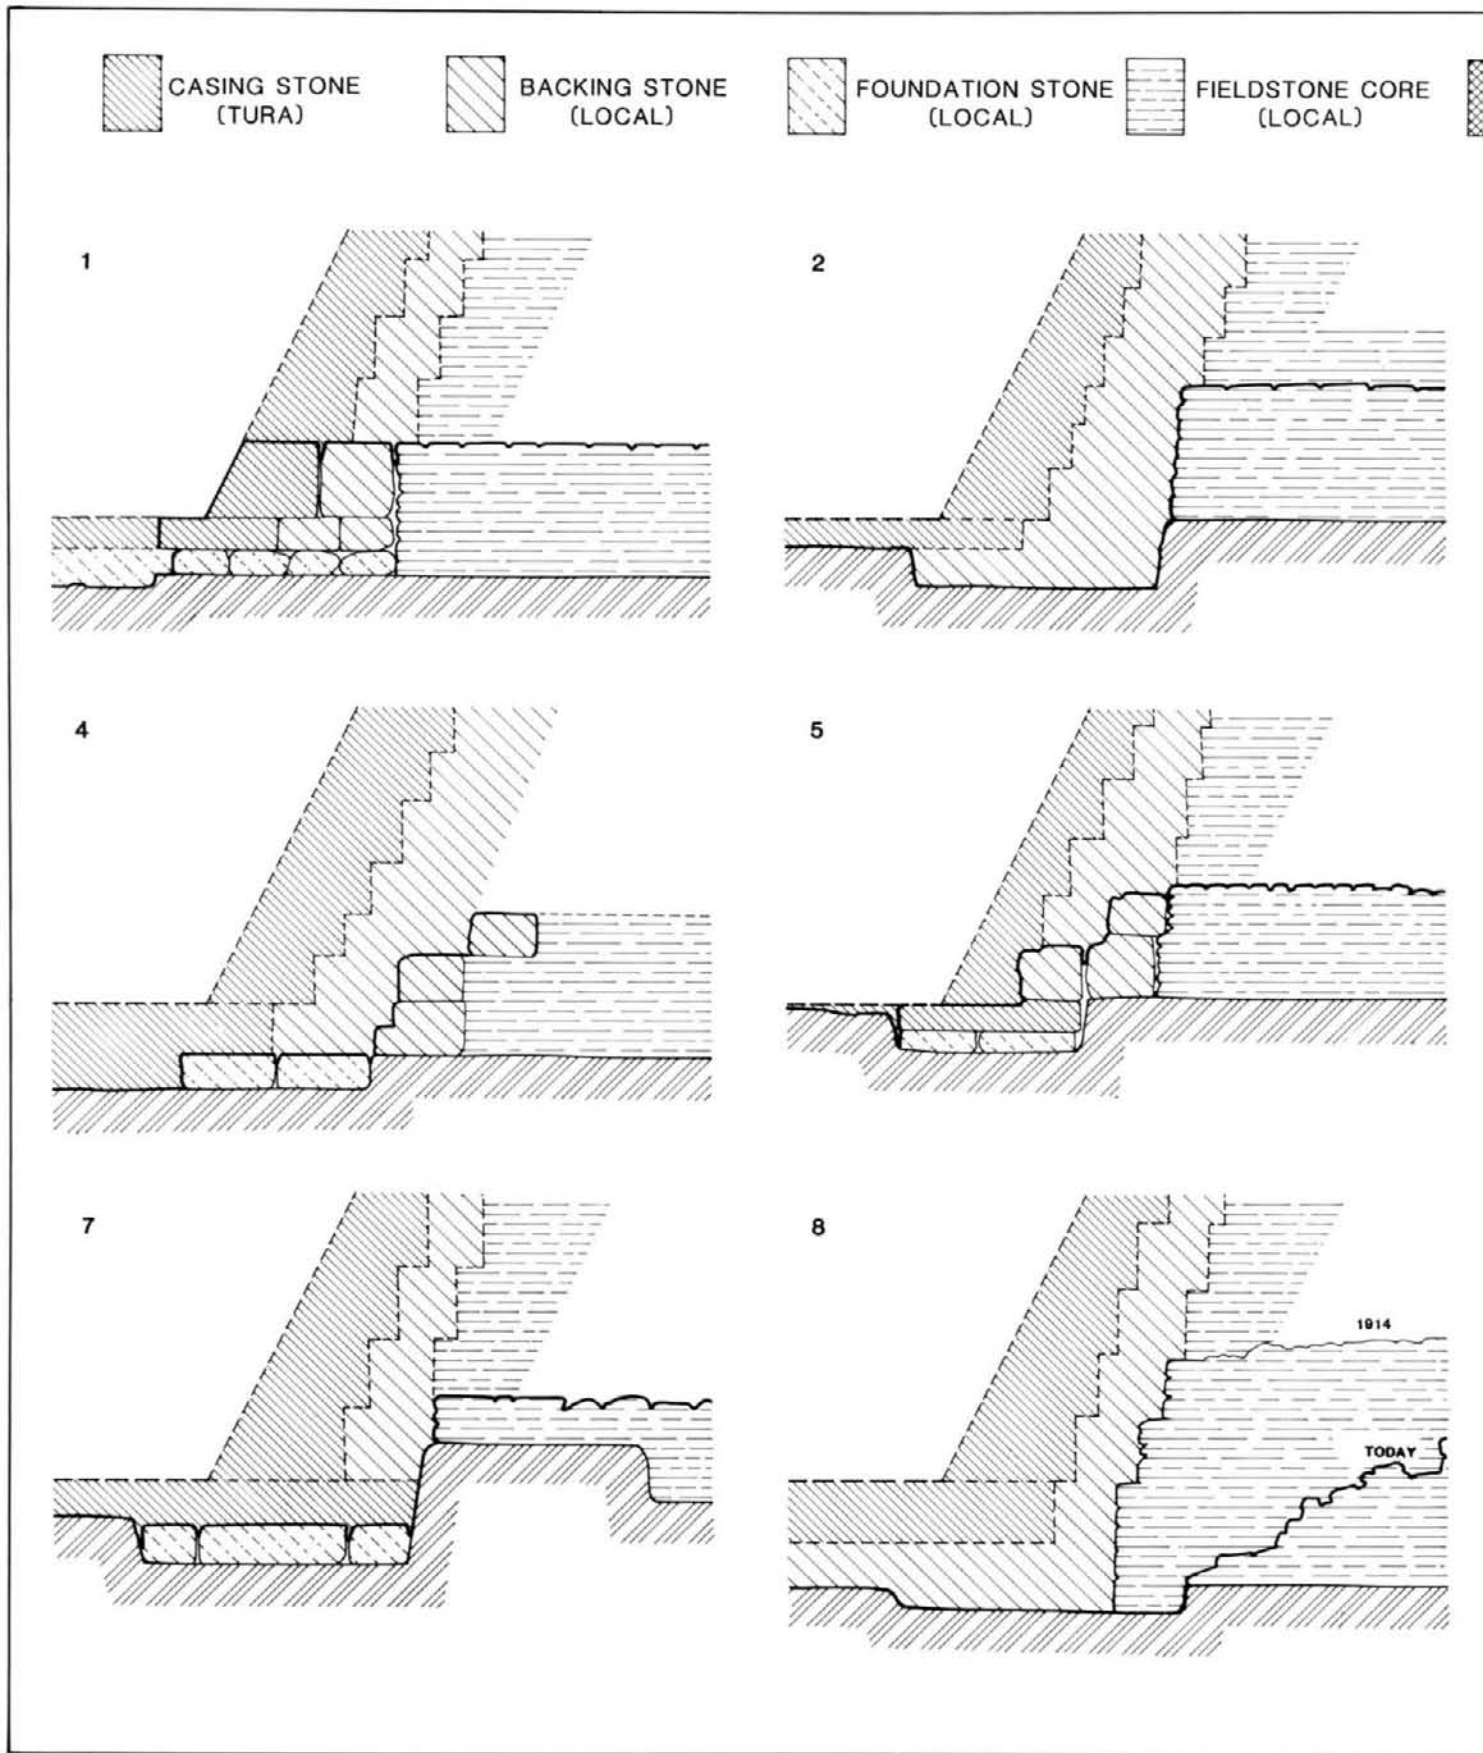 CASING STONE
(TURA)
BACKING STONE
(LOCAL)
FOUNDATION STONE
(LOCAL)
FIELDSTONE CORE
(LOCAL)
1
2
4
5
7
8
1914
TODAY